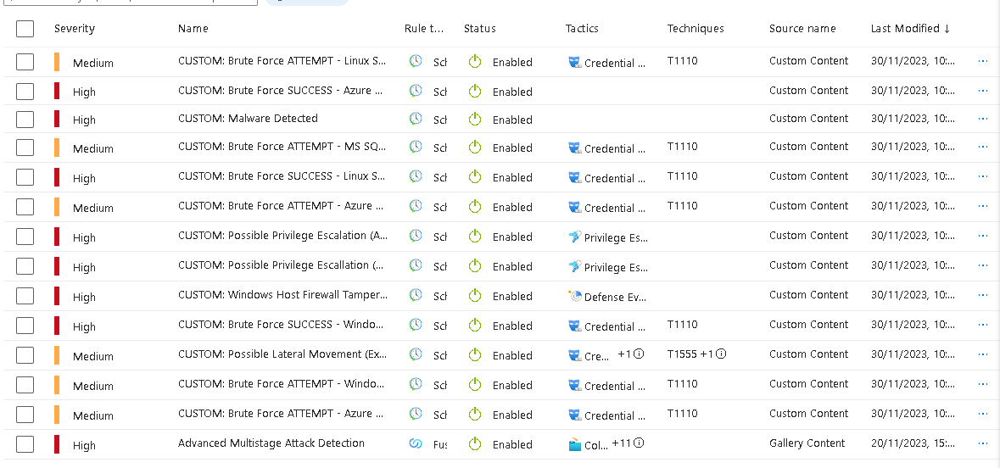 Severity Name Rule t... Status Tactics Techniques Source name Last Modified ↓
Medium CUSTOM: Brute Force ATTEMPT - Linux S... Sch Enabled Credential ... T1110 Custom Content 30/11/2023, 10:... ...
High CUSTOM: Brute Force SUCCESS - Azure ... Sch Enabled Custom Content 30/11/2023, 10:... ...
High CUSTOM: Malware Detected Sch Enabled Custom Content 30/11/2023, 10:... ...
Medium CUSTOM: Brute Force ATTEMPT - MS SQ... Sch Enabled Credential ... T1110 Custom Content 30/11/2023, 10:... ...
High CUSTOM: Brute Force SUCCESS - Linux S... Sch Enabled Credential ... T1110 Custom Content 30/11/2023, 10:... ...
Medium CUSTOM: Brute Force ATTEMPT - Azure ... Sch Enabled Credential ... T1110 Custom Content 30/11/2023, 10:... ...
High CUSTOM: Possible Privilege Escalation (A... Sch Enabled Privilege Es... Custom Content 30/11/2023, 10:... ...
High CUSTOM: Possible Privilege Escallation (... Sch Enabled Privilege Es... Custom Content 30/11/2023, 10:... ...
High CUSTOM: Windows Host Firewall Tamper... Sch Enabled Defense Ev... Custom Content 30/11/2023, 10:... ...
High CUSTOM: Brute Force SUCCESS - Windo... Sch Enabled Credential ... T1110 Custom Content 30/11/2023, 10:... ...
Medium CUSTOM: Possible Lateral Movement (Ex... Sch Enabled Cre... +1 T1555 +1 Custom Content 30/11/2023, 10:... ...
Medium CUSTOM: Brute Force ATTEMPT - Windo... Sch Enabled Credential ... T1110 Custom Content 30/11/2023, 10:... ...
Medium CUSTOM: Brute Force ATTEMPT - Azure ... Sch Enabled Credential ... T1110 Custom Content 30/11/2023, 10:... ...
High Advanced Multistage Attack Detection Fus Enabled Col... +11 Gallery Content 20/11/2023, 15:... ...